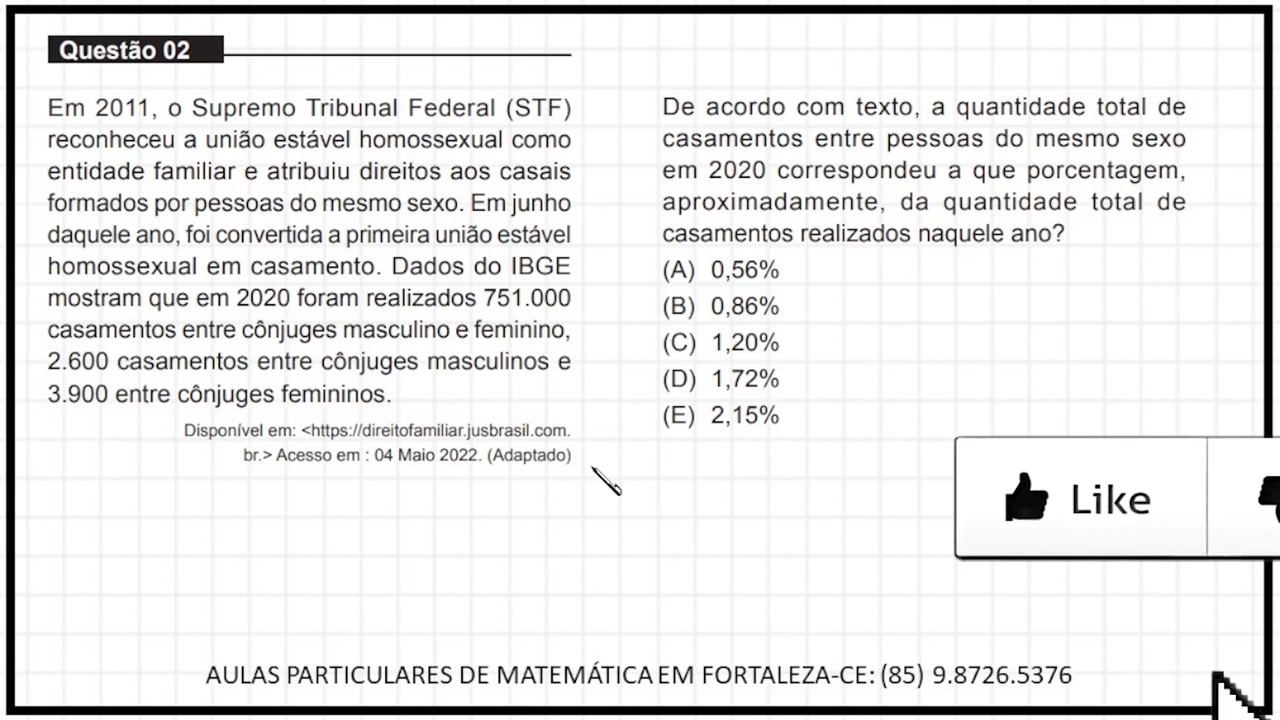 Questão 02
Em 2011, o Supremo Tribunal Federal (STF)
reconheceu a união estável homossexual como
entidade familiar e atribuiu direitos aos casais
formados por pessoas do mesmo sexo. Em junho
daquele ano, foi convertida a primeira união estável
homossexual em casamento. Dados do IBGE
mostram que em 2020 foram realizados 751.000
casamentos entre cônjuges masculino e feminino,
2.600 casamentos entre cônjuges masculinos e
3.900 entre cônjuges femininos.
Disponível em: <https://direitofamiliar.jusbrasil.com.
br.> Acesso em : 04 Maio 2022. (Adaptado)
De acordo com texto, a quantidade total de
casamentos entre pessoas do mesmo sexo
em 2020 correspondeu a que porcentagem,
aproximadamente, da quantidade total de
casamentos realizados naquele ano?
(A) 0,56%
(B) 0,86%
(C) 1,20%
(D) 1,72%
(E) 2,15%
Like
AULAS PARTICULARES DE MATEMÁTICA EM FORTALEZA-CE: (85) 9.8726.5376